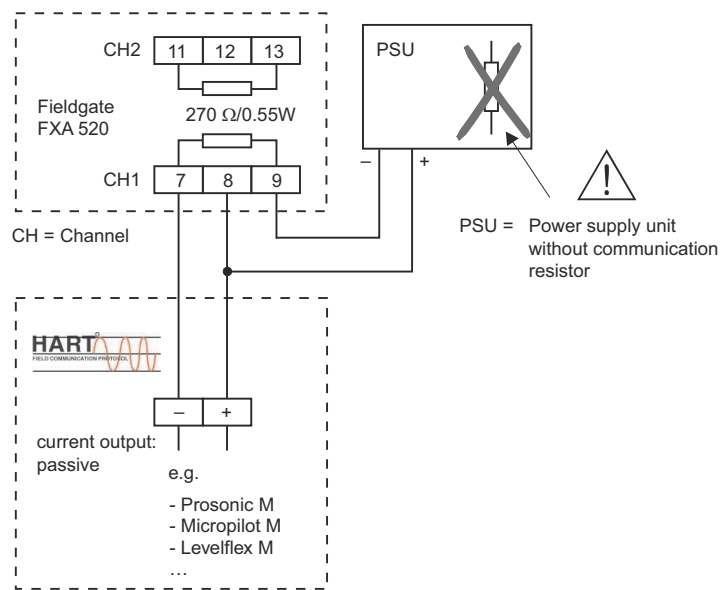 CH2 11 12 13
Fieldgate
FXA 520
270 Ω/0.55W
CH1 7 8 9
CH = Channel
PSU
– +
!
PSU = Power supply unit
without communication
resistor
HART
FIELD COMMUNICATION PROTOCOL
– +
current output:
passive
e.g.
- Prosonic M
- Micropilot M
- Levelflex M
...